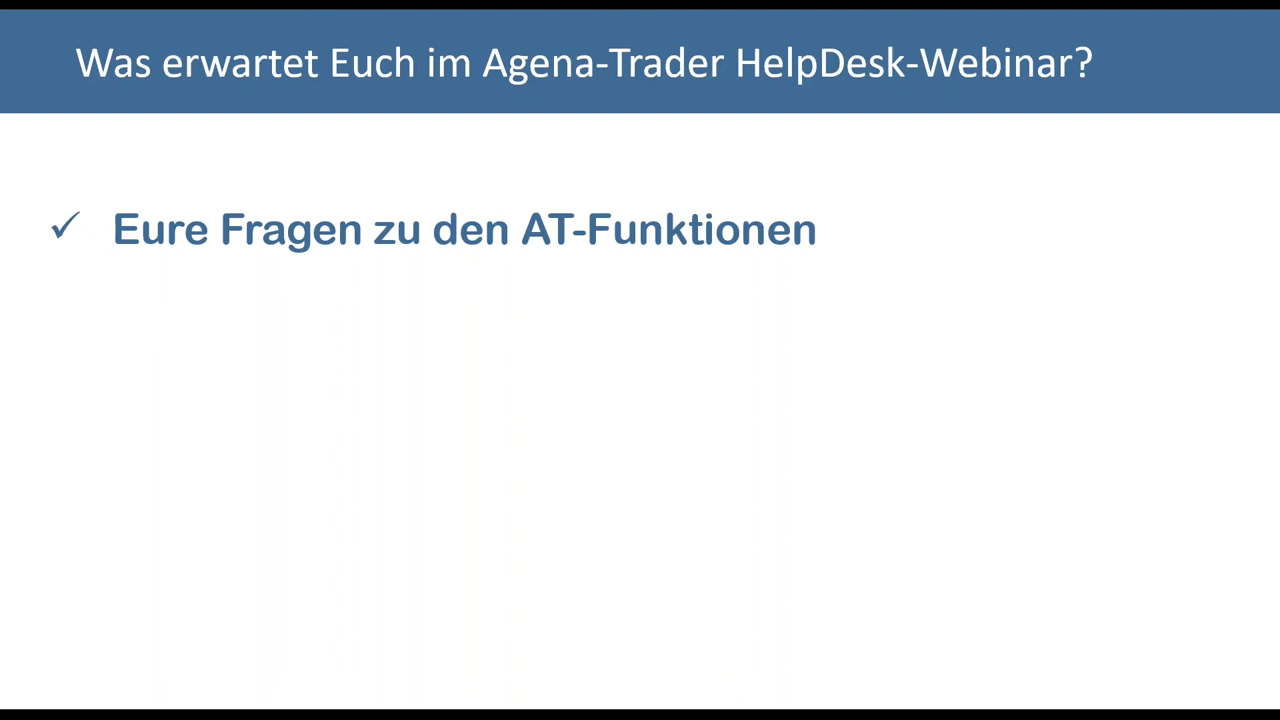 Was erwartet Euch im Agena-Trader HelpDesk-Webinar?
✓ Eure Fragen zu den AT-Funktionen